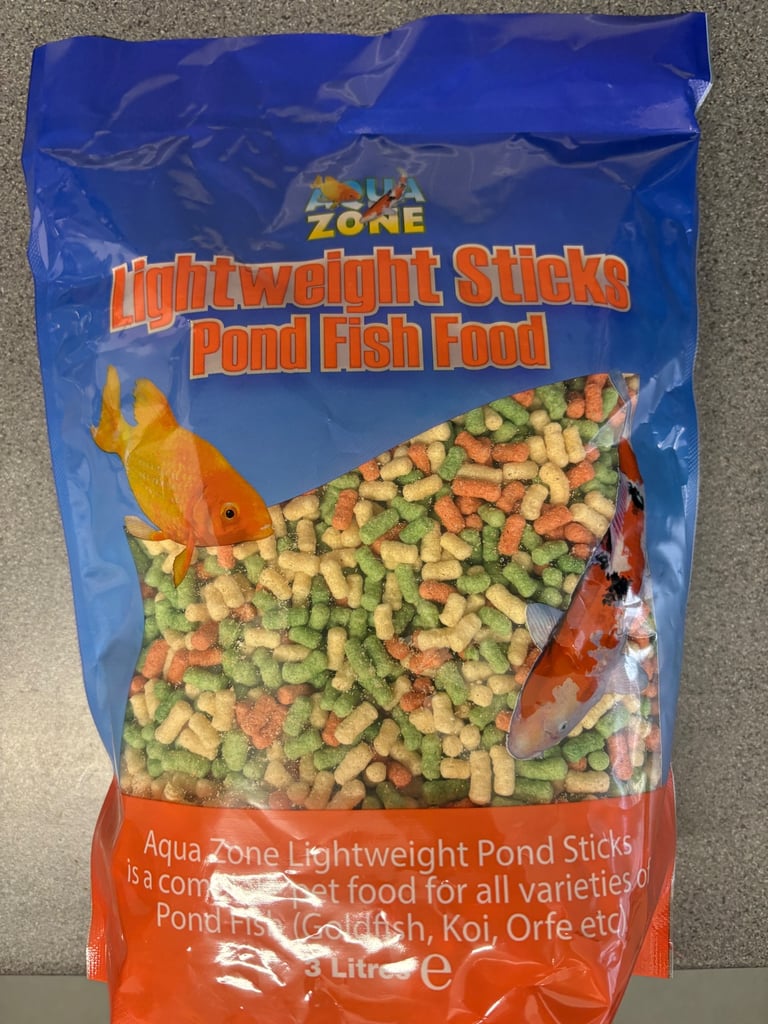 AQUA
ZONE
Lightweight Sticks
Pond Fish Food
Aqua Zone Lightweight Pond Sticks
is a pet food for all varieties of
Pond Fish (Goldfish, Koi, Orfe etc)
3 Litres e